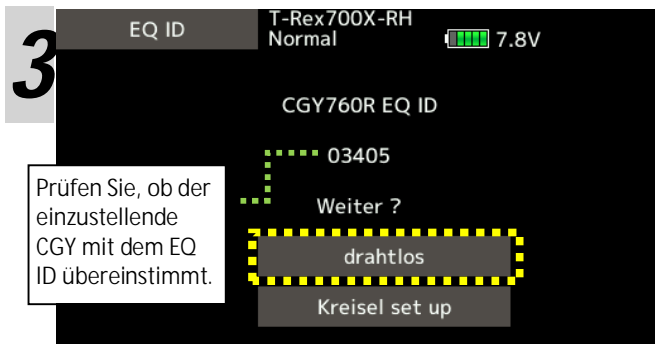 3
EQ ID
T-Rex700X-RH
Normal
7.8V
CGY760R EQ ID
03405
Prüfen Sie, ob der
einzustellende
CGY mit dem EQ
ID übereinstimmt.
Weiter ?
drahtlos
Kreisel set up